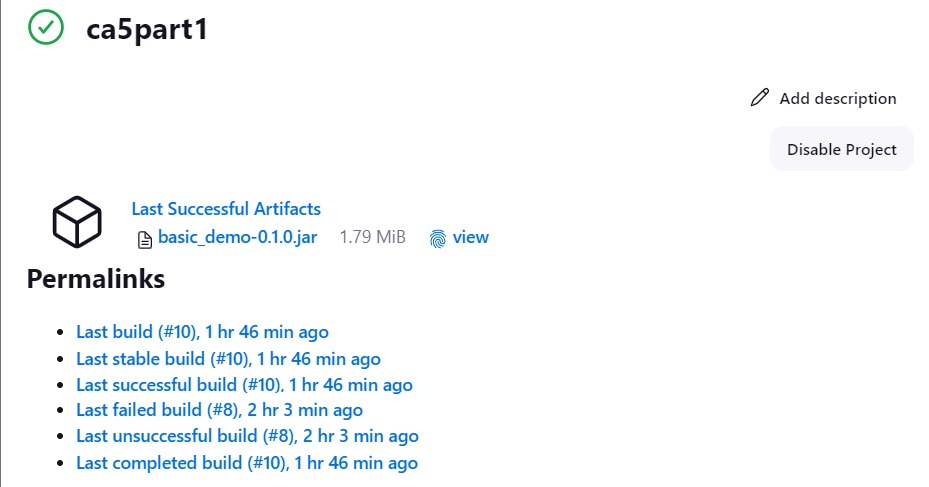 ca5part1
Add description
Disable Project
Last Successful Artifacts
basic_demo-0.1.0.jar 1.79 MiB view
Permalinks
Last build (#10), 1 hr 46 min ago
Last stable build (#10), 1 hr 46 min ago
Last successful build (#10), 1 hr 46 min ago
Last failed build (#8), 2 hr 3 min ago
Last unsuccessful build (#8), 2 hr 3 min ago
Last completed build (#10), 1 hr 46 min ago